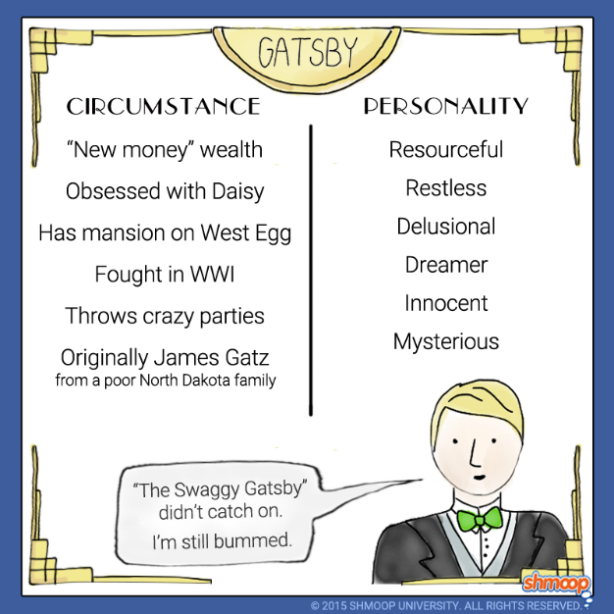 GATSBY
CIRCUMSTANCE
"New money" wealth
Obsessed with Daisy
Has mansion on West Egg
Fought in WWI
Throws crazy parties
Originally James Gatz
from a poor North Dakota family
PERSONALITY
Resourceful
Restless
Delusional
Dreamer
Innocent
Mysterious
"The Swaggy Gatsby"
didn't catch on.
I'm still bummed.
shmoop
© 2015 SHMOOP UNIVERSITY. ALL RIGHTS RESERVED.